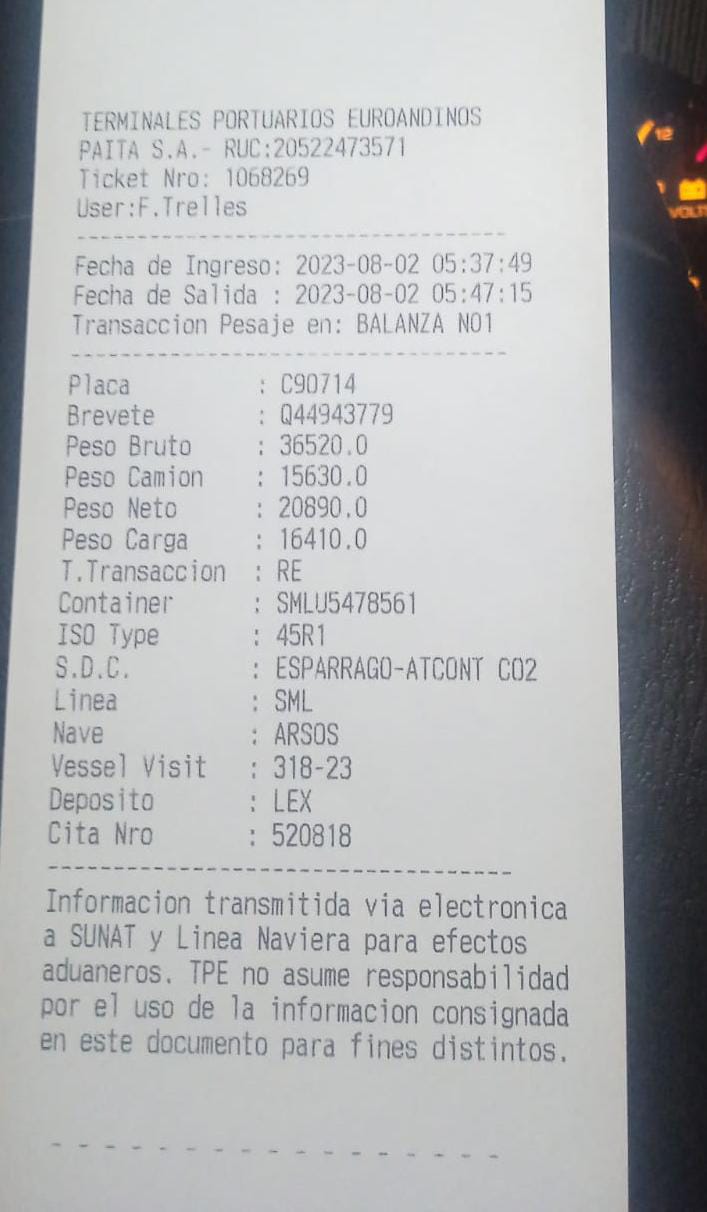 TERMINALES PORTUARIOS EUROANDINOS
PAITA S.A.- RUC:20522473571
Ticket Nro: 1068269
User:F.Trelles
--------------------------------
Fecha de Ingreso: 2023-08-02 05:37:49
Fecha de Salida : 2023-08-02 05:47:15
Transaccion Pesaje en: BALANZA NO1
--------------------------------
Placa : C90714
Brevete : Q44943779
Peso Bruto : 36520.0
Peso Camion : 15630.0
Peso Neto : 20890.0
Peso Carga : 16410.0
T.Transaccion : RE
Container : SMLU5478561
ISO Type : 45R1
S.D.C. : ESPARRAGO-ATCONT CO2
Linea : SML
Nave : ARSOS
Vessel Visit : 318-23
Deposito : LEX
Cita Nro : 520818
--------------------------------
Informacion transmitida via electronica
a SUNAT y Linea Naviera para efectos
aduaneros. TPE no asume responsabilidad
por el uso de la informacion consignada
en este documento para fines distintos.
- - - - - - - - - - - - - - - - -
12
VOLT